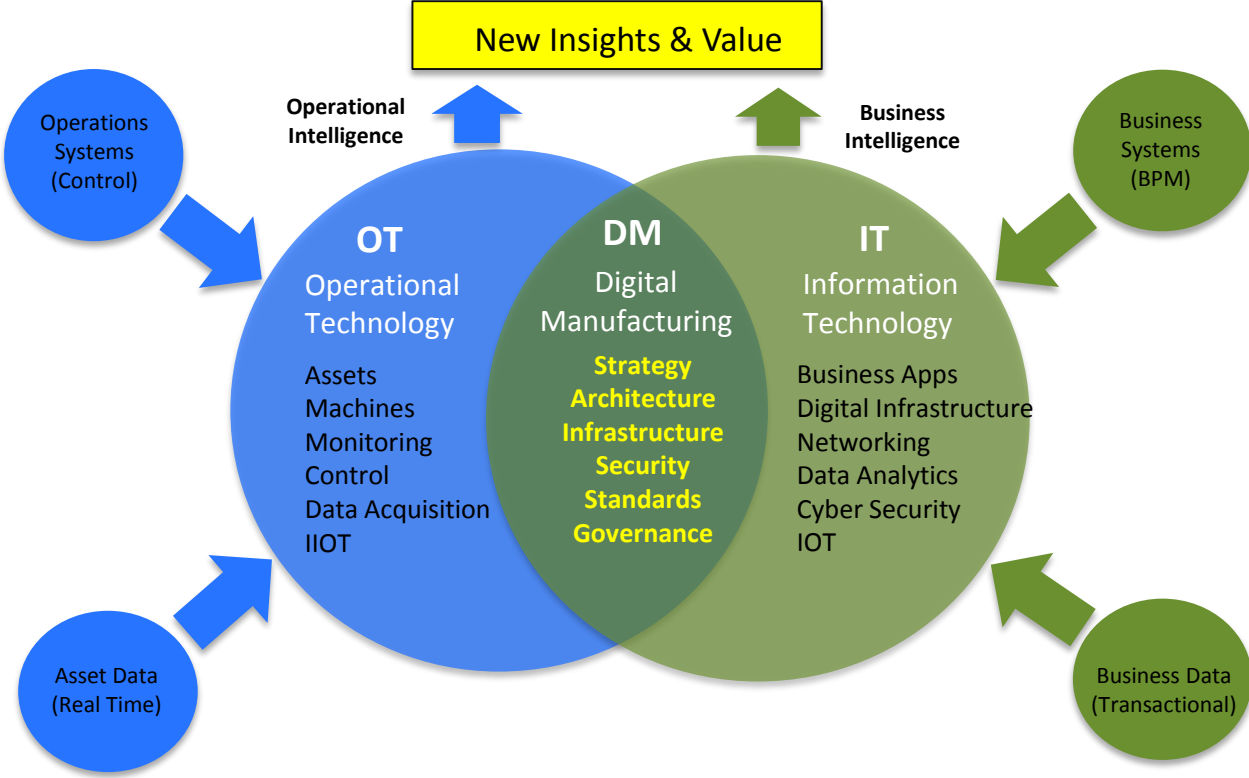 New Insights & Value
Operational
Intelligence
Business
Intelligence
Operations
Systems
(Control)
Business
Systems
(BPM)
OT
Operational
Technology
Assets
Machines
Monitoring
Control
Data Acquisition
IIOT
DM
Digital
Manufacturing
Strategy
Architecture
Infrastructure
Security
Standards
Governance
IT
Information
Technology
Business Apps
Digital Infrastructure
Networking
Data Analytics
Cyber Security
IOT
Asset Data
(Real Time)
Business Data
(Transactional)